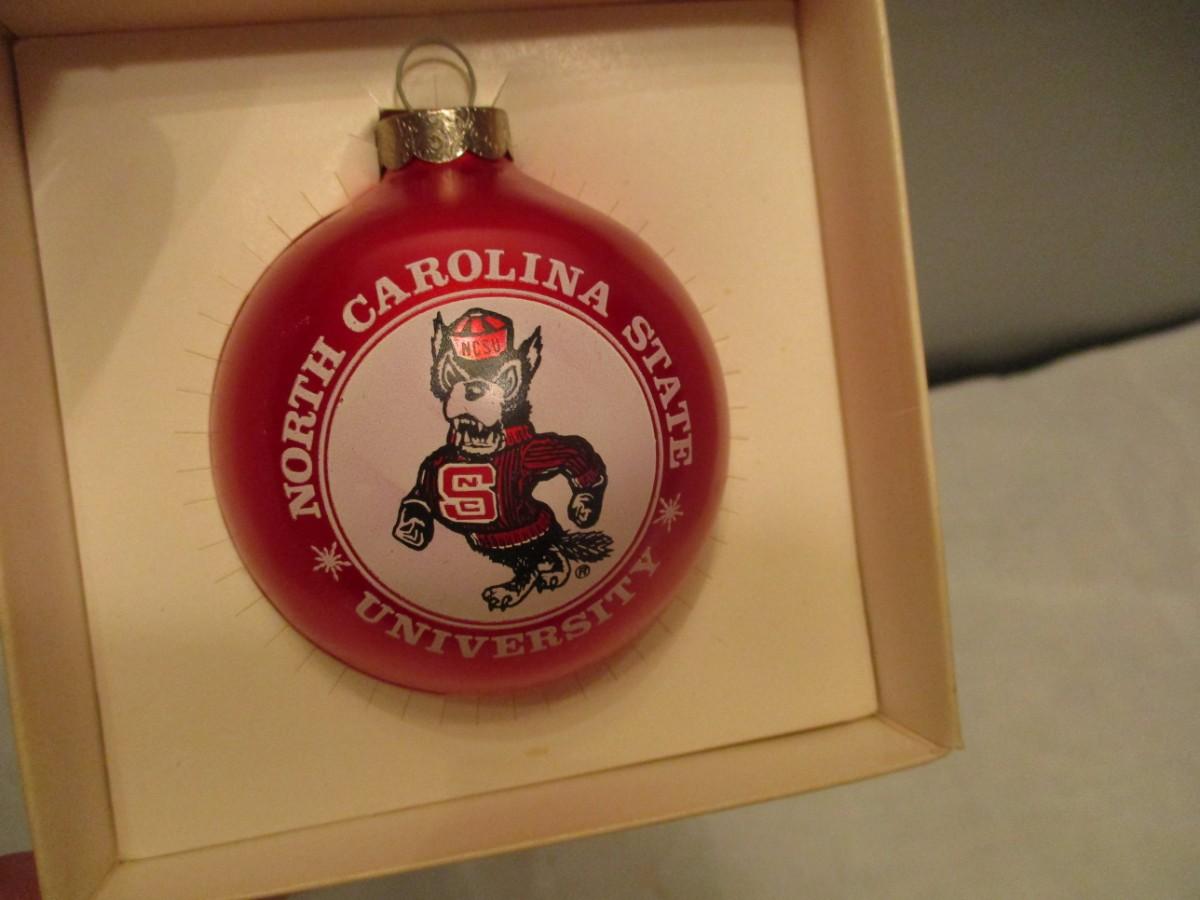 NORTH CAROLINA STATE
NCSU
NCS
UNIVERSITY
®